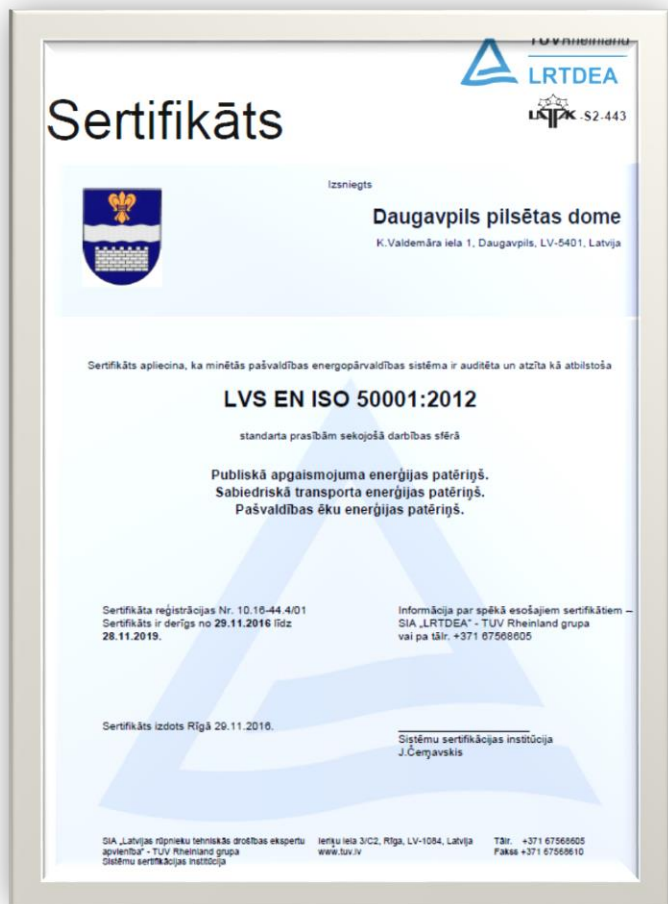 TÜVRheinland
LRTDEA
-S2-443
Sertifikāts
Izsniegts
Daugavpils pilsētas dome
K.Valdemāra iela 1, Daugavpils, LV-5401, Latvija
Sertifikāts apliecina, ka minētās pašvaldības energopārvaldības sistēma ir auditēta un atzīta kā atbilstoša
LVS EN ISO 50001:2012
standarta prasībām sekojošā darbības sfērā
Publiskā apgaismojuma enerģijas patēriņš.
Sabiedriskā transporta enerģijas patēriņš.
Pašvaldības ēku enerģijas patēriņš.
Sertifikāta reģistrācijas Nr. 10.16-44.4/01
Sertifikāts ir derīgs no 29.11.2016 līdz
28.11.2019.
Informācija par spēkā esošajiem sertifikātiem –
SIA „LRTDEA" - TUV Rheinland grupa
vai pa tālr. +371 67568605
Sertifikāts izdots Rīgā 29.11.2016.
Sistēmu sertifikācijas institūcija
J.Čerņavskis
SIA „Latvijas rūpnieku tehniskās drošības ekspertu
apvienība" - TUV Rheinland grupa
Sistēmu sertifikācijas institūcija
Ieriķu iela 3/C2, Rīga, LV-1084, Latvija
www.tuv.lv
Tālr. +371 67568605
Fakss +371 67568610